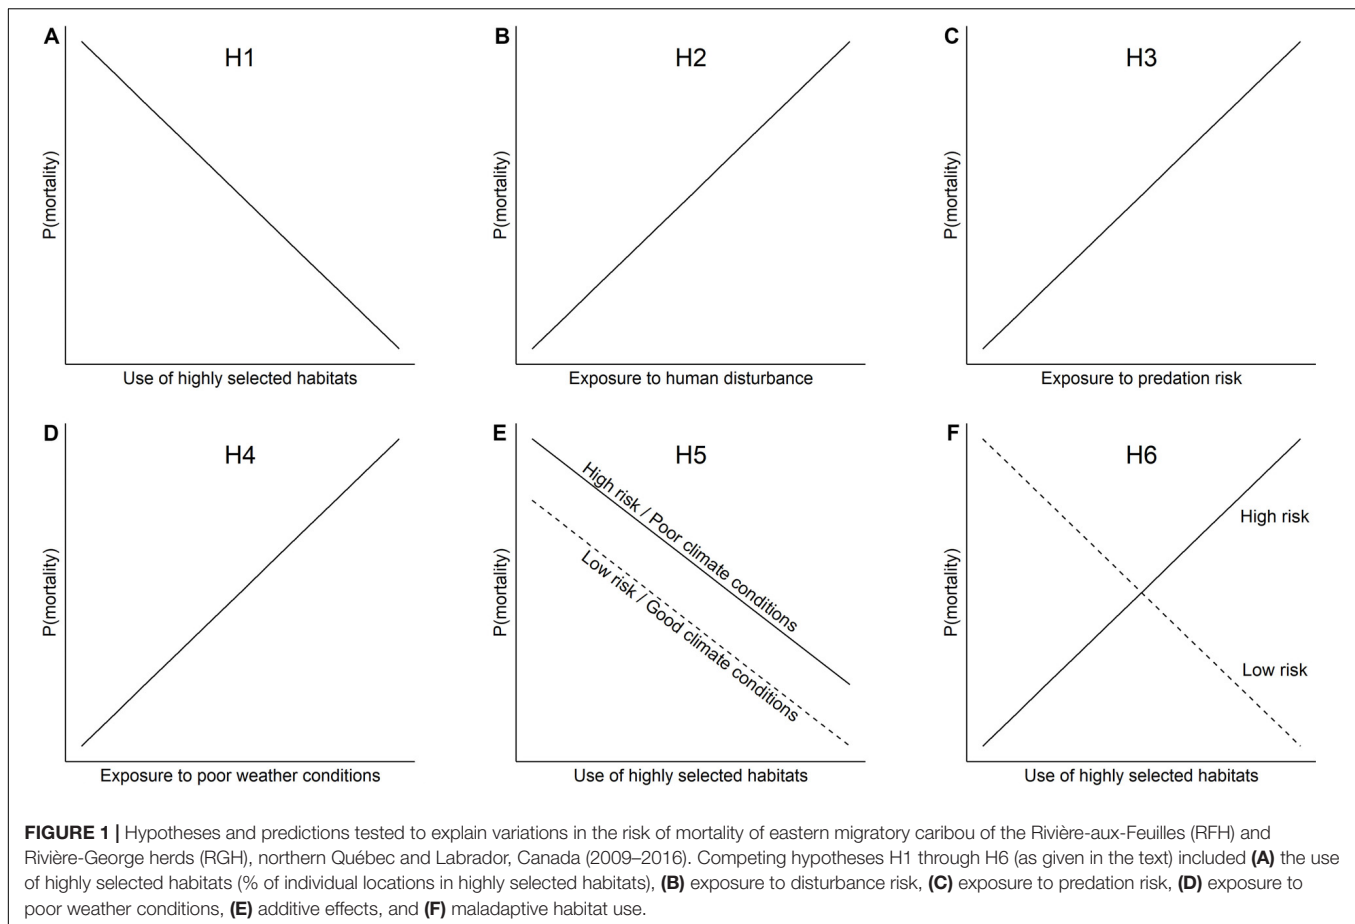 A
H1
P(mortality)
Use of highly selected habitats
B
H2
P(mortality)
Exposure to human disturbance
C
H3
P(mortality)
Exposure to predation risk
D
H4
P(mortality)
Exposure to poor weather conditions
E
H5
High risk / Poor climate conditions
Low risk / Good climate conditions
P(mortality)
Use of highly selected habitats
F
H6
High risk
Low risk
P(mortality)
Use of highly selected habitats
FIGURE 1 | Hypotheses and predictions tested to explain variations in the risk of mortality of eastern migratory caribou of the Rivière-aux-Feuilles (RFH) and
Rivière-George herds (RGH), northern Québec and Labrador, Canada (2009–2016). Competing hypotheses H1 through H6 (as given in the text) included (A) the use
of highly selected habitats (% of individual locations in highly selected habitats), (B) exposure to disturbance risk, (C) exposure to predation risk, (D) exposure to
poor weather conditions, (E) additive effects, and (F) maladaptive habitat use.